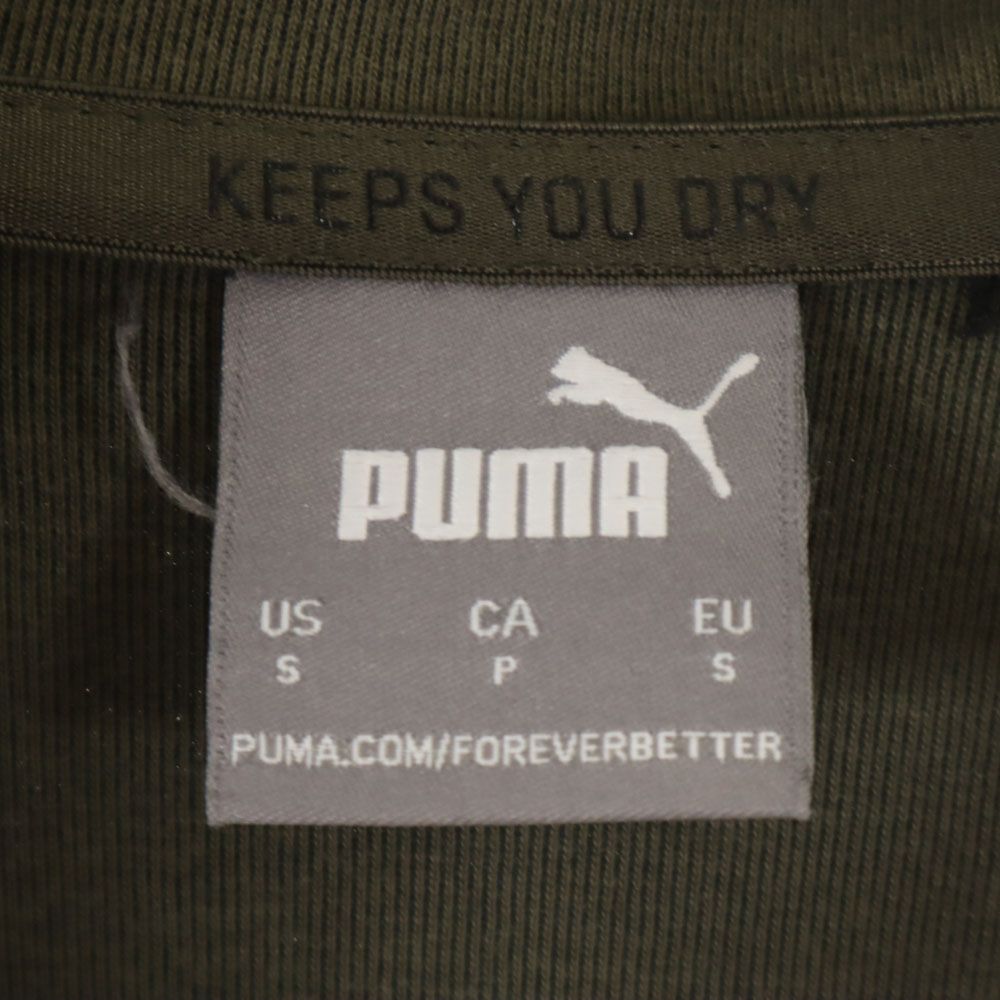 KEEPS YOU DRY
PUMA
US CA EU
S P S
PUMA.COM/FOREVERBETTER